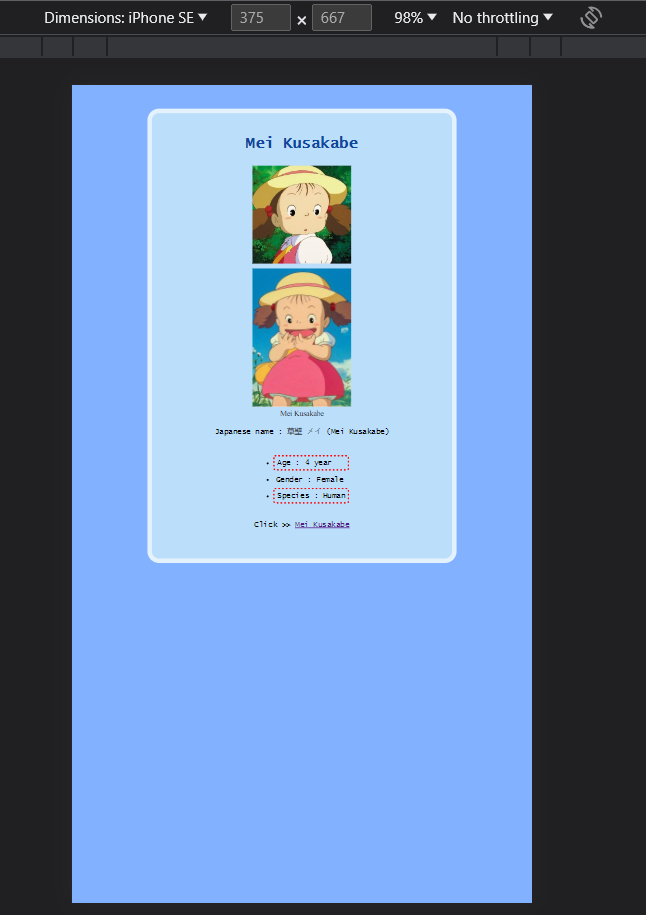 Dimensions: iPhone SE ▼ 375 × 667 98% ▼ No throttling ▼
Mei Kusakabe
Mei Kusakabe
Japanese name : 草壁 メイ (Mei Kusakabe)
• Age : 4 year
• Gender : Female
• Species : Human
Click >> Mei Kusakabe